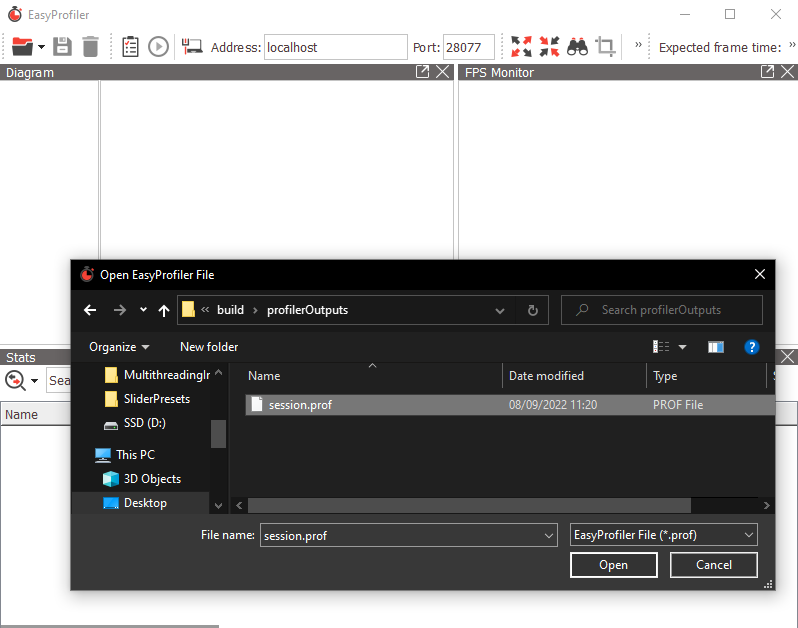 EasyProfiler
Address: localhost Port: 28077 » Expected frame time: »
Diagram
FPS Monitor
Open EasyProfiler File
« build › profilerOutputs
Search profilerOutputs
Organize New folder
Stats
Sea
Name
MultithreadingIr
SliderPresets
SSD (D:)
This PC
3D Objects
Desktop
Name Date modified Type
session.prof 08/09/2022 11:20 PROF File
File name: session.prof EasyProfiler File (*.prof)
Open Cancel